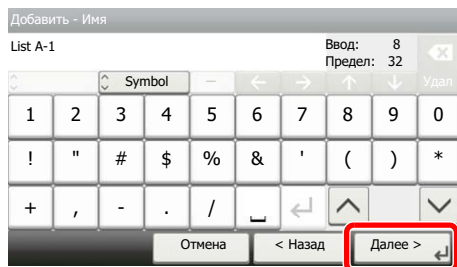 Добавить - Имя
List A-1 Ввод: 8
Предел: 32
Symbol Удал
1 2 3 4 5 6 7 8 9 0
! " # $ % & ' ( ) *
+ , - . / _
Отмена < Назад Далее >